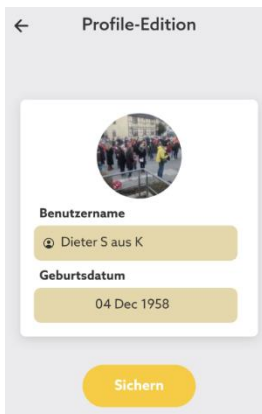 Profile-Edition
Benutzername
Dieter S aus K
Geburtsdatum
04 Dec 1958
Sichern